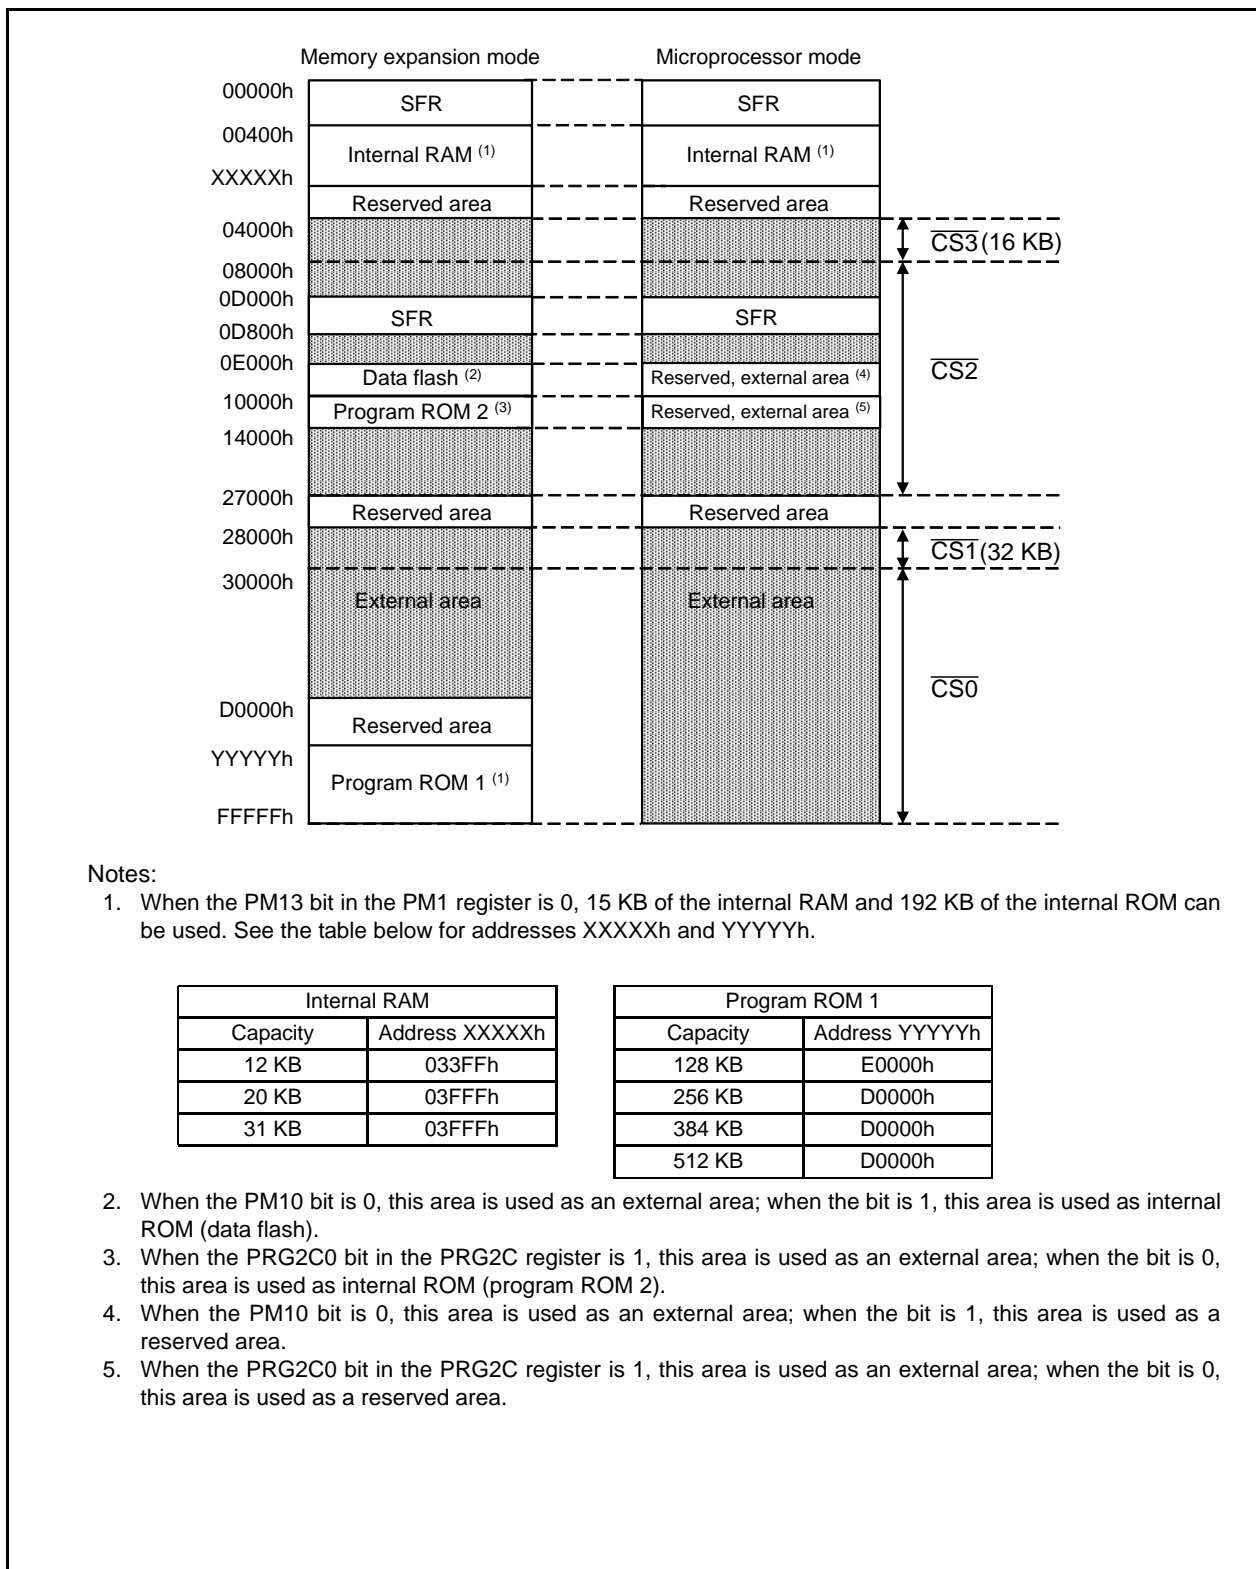 Memory expansion mode Microprocessor mode
00000h SFR SFR
00400h
Internal RAM (1) Internal RAM (1)
XXXXXh
Reserved area Reserved area
04000h
CS3 (16 KB)
08000h
0D000h
SFR SFR
0D800h
0E000h
Data flash (2) Reserved, external area (4) CS2
10000h
Program ROM 2 (3) Reserved, external area (5)
14000h
27000h
Reserved area Reserved area
28000h
CS1 (32 KB)
30000h
External area External area
CS0
D0000h
Reserved area
YYYYYh
Program ROM 1 (1)
FFFFFh
Notes:
1. When the PM13 bit in the PM1 register is 0, 15 KB of the internal RAM and 192 KB of the internal ROM can
be used. See the table below for addresses XXXXXh and YYYYYh.
Internal RAM
Capacity Address XXXXXh
12 KB 033FFh
20 KB 03FFFh
31 KB 03FFFh
Program ROM 1
Capacity Address YYYYYh
128 KB E0000h
256 KB D0000h
384 KB D0000h
512 KB D0000h
2. When the PM10 bit is 0, this area is used as an external area; when the bit is 1, this area is used as internal
ROM (data flash).
3. When the PRG2C0 bit in the PRG2C register is 1, this area is used as an external area; when the bit is 0,
this area is used as internal ROM (program ROM 2).
4. When the PM10 bit is 0, this area is used as an external area; when the bit is 1, this area is used as a
reserved area.
5. When the PRG2C0 bit in the PRG2C register is 1, this area is used as an external area; when the bit is 0,
this area is used as a reserved area.